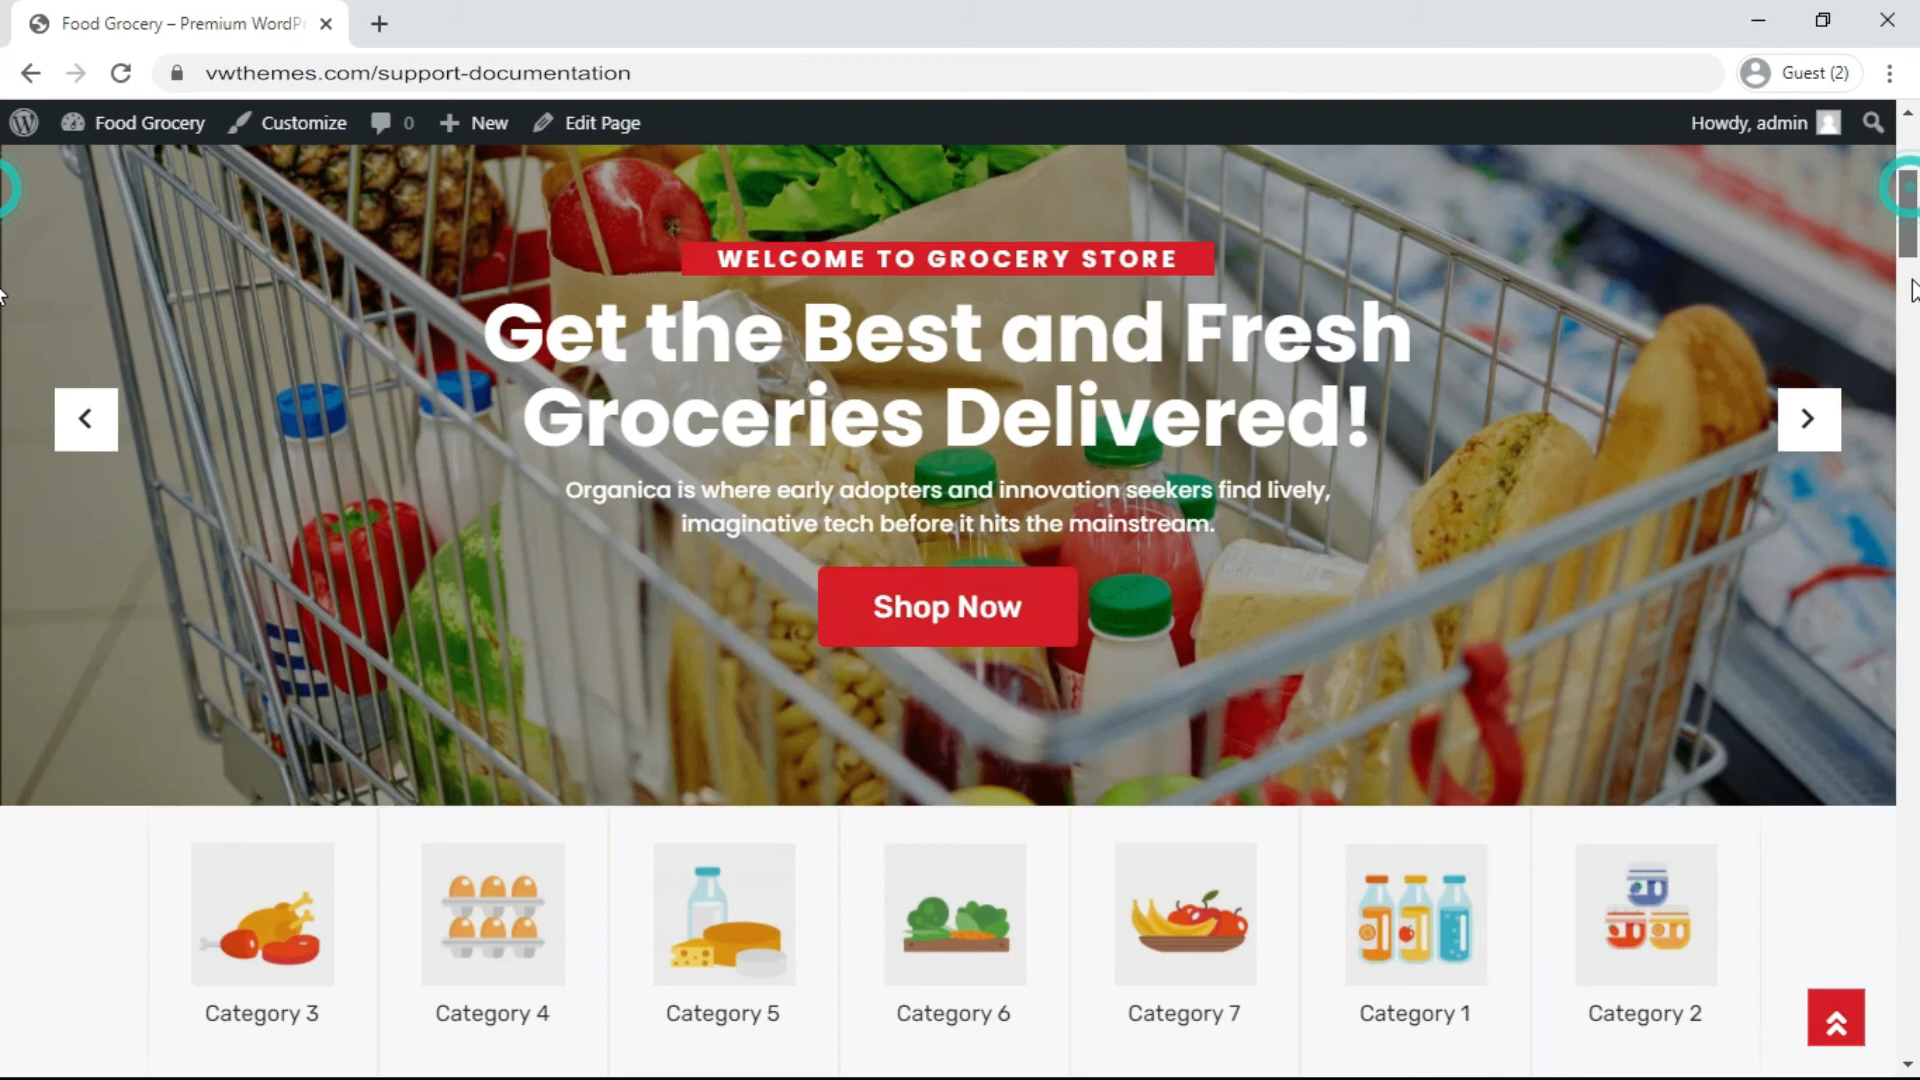 Food Grocery – Premium WordPr
vwthemes.com/support-documentation
Guest (2)
Food Grocery
Customize
0
New
Edit Page
Howdy, admin
WELCOME TO GROCERY STORE
Get the Best and Fresh
Groceries Delivered!
Organica is where early adopters and innovation seekers find lively,
imaginative tech before it hits the mainstream.
Shop Now
Category 3
Category 4
Category 5
Category 6
Category 7
Category 1
Category 2